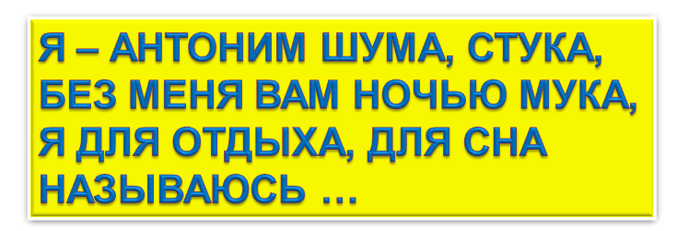 Я – АНТОНИМ ШУМА, СТУКА,
БЕЗ МЕНЯ ВАМ НОЧЬЮ МУКА,
Я ДЛЯ ОТДЫХА, ДЛЯ СНА
НАЗЫВАЮСЬ ...